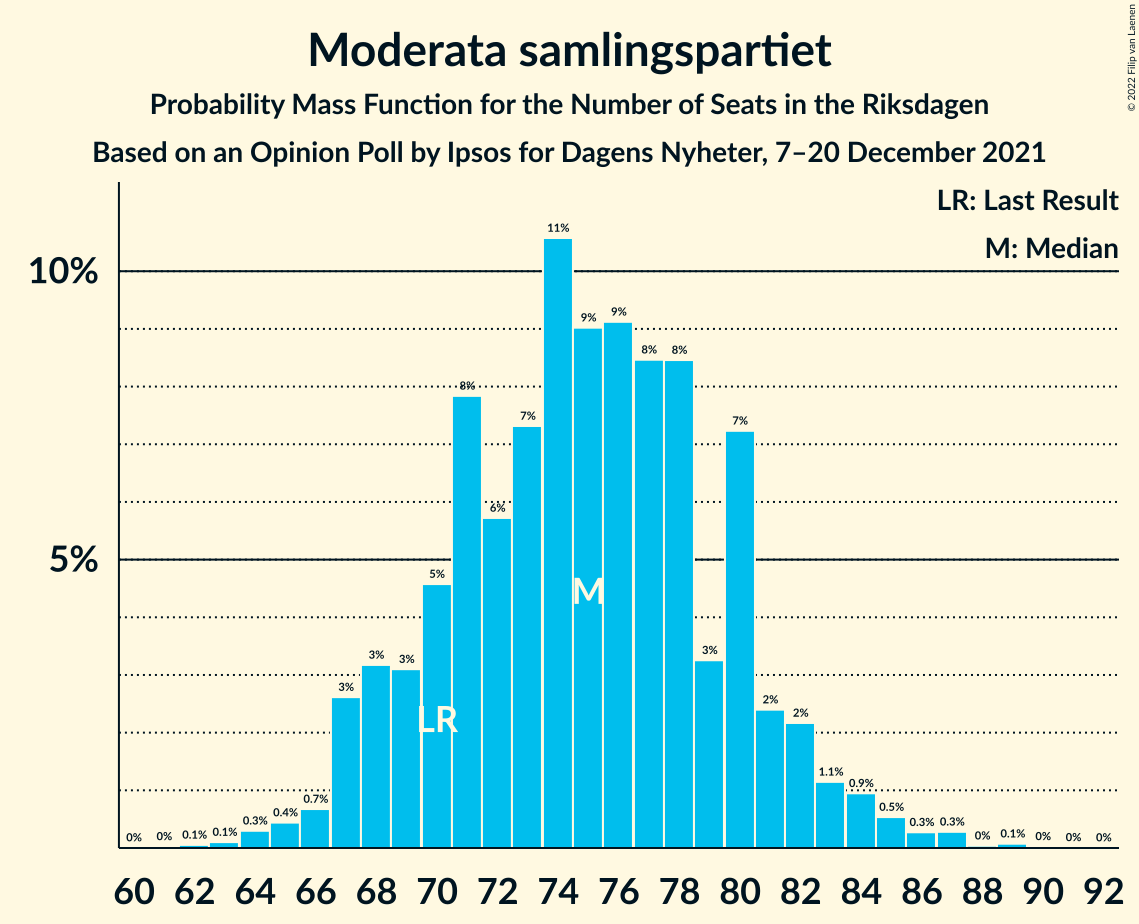 Moderata samlingspartiet
Probability Mass Function for the Number of Seats in the Riksdagen
Based on an Opinion Poll by Ipsos for Dagens Nyheter, 7–20 December 2021
© 2022 Filip van Laenen
LR: Last Result
M: Median
10%
5%
0% 0% 0.1% 0.1% 0.3% 0.4% 0.7% 3% 3% 3% 5% 8% 6% 7% 11% 9% 9% 8% 8% 3% 7% 2% 2% 1.1% 0.9% 0.5% 0.3% 0.3% 0% 0.1% 0% 0% 0%
LR
M
60 62 64 66 68 70 72 74 76 78 80 82 84 86 88 90 92